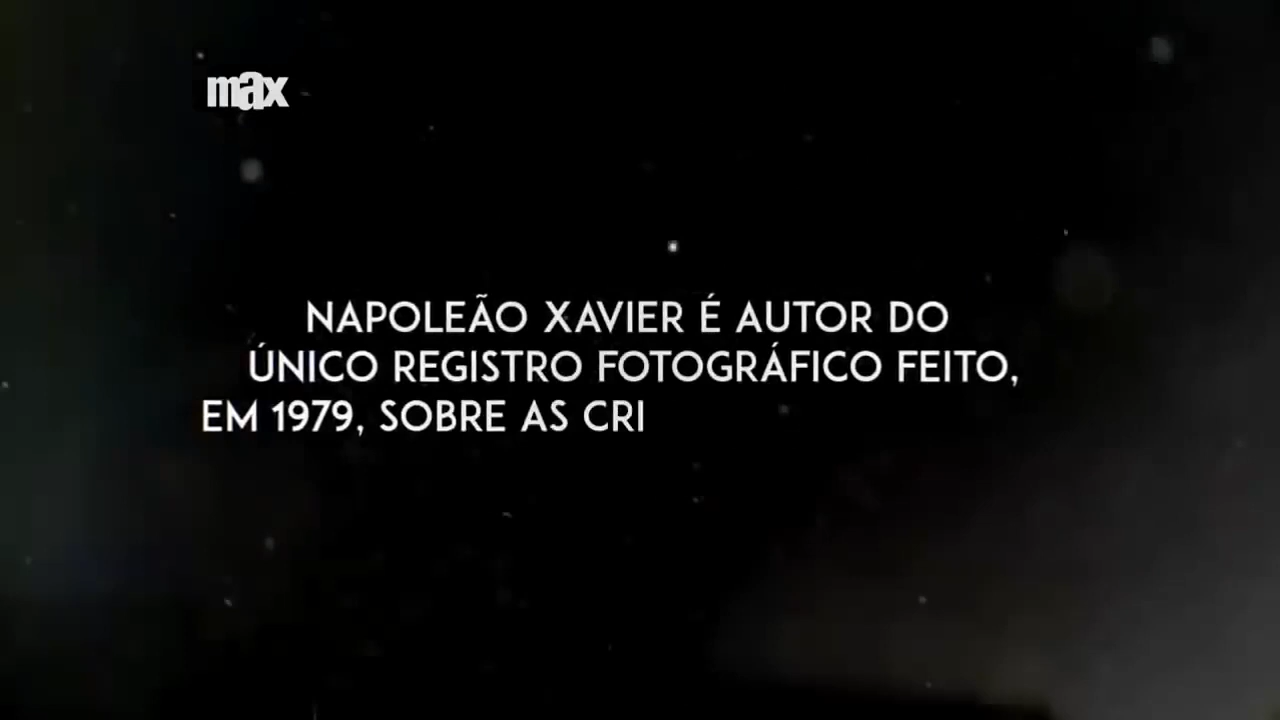 max
NAPOLEÃO XAVIER É AUTOR DO
ÚNICO REGISTRO FOTOGRÁFICO FEITO,
EM 1979, SOBRE AS CRI